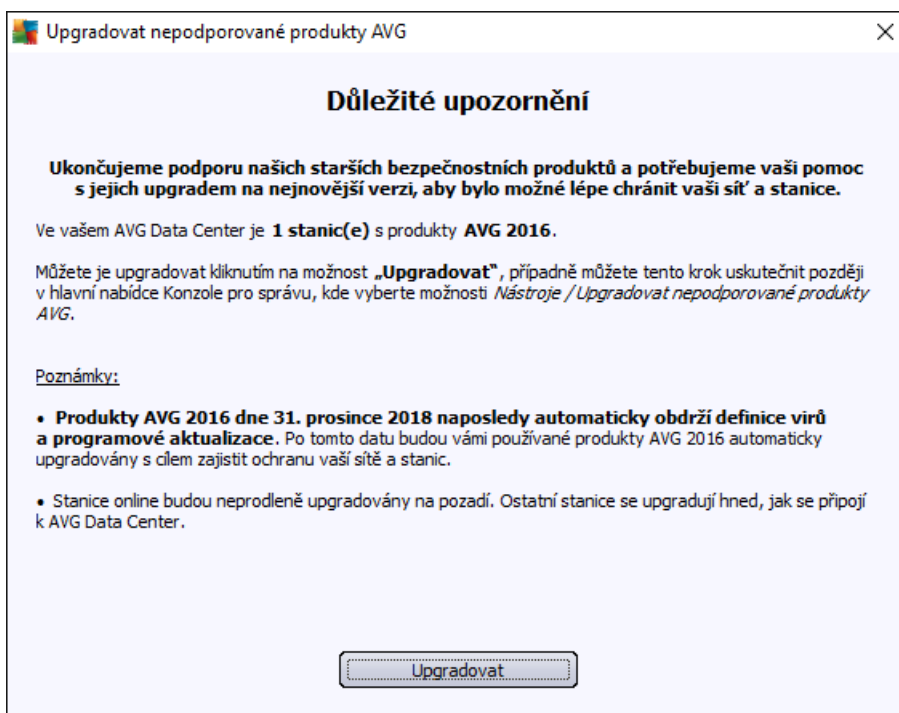 Upgradovat nepodporované produkty AVG
Důležité upozornění
Ukončujeme podporu našich starších bezpečnostních produktů a potřebujeme vaši pomoc
s jejich upgradem na nejnovější verzi, aby bylo možné lépe chránit vaši síť a stanice.
Ve vašem AVG Data Center je 1 stanic(e) s produkty AVG 2016.
Můžete je upgradovat kliknutím na možnost „Upgradovat“, případně můžete tento krok uskutečnit později
v hlavní nabídce Konzole pro správu, kde vyberte možnosti Nástroje / Upgradovat nepodporované produkty
AVG.
Poznámky:
• Produkty AVG 2016 dne 31. prosince 2018 naposledy automaticky obdrží definice virů
a programové aktualizace. Po tomto datu budou vámi používané produkty AVG 2016 automaticky
upgradovány s cílem zajistit ochranu vaší sítě a stanic.
• Stanice online budou neprodleně upgradovány na pozadí. Ostatní stanice se upgradují hned, jak se připojí
k AVG Data Center.
Upgradovat